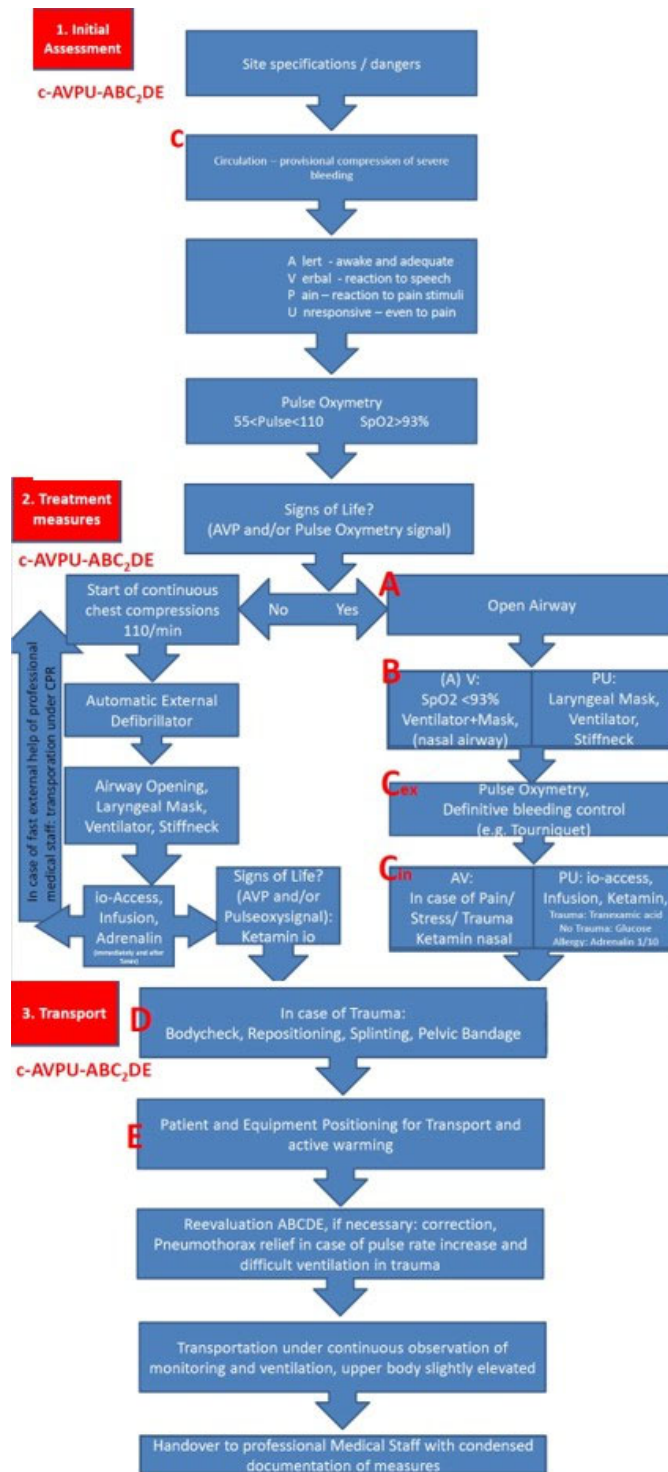 1. Initial
Assessment
c-AVPU-ABC₂DE
Site specifications / dangers
c
Circulation – provisional compression of severe
bleeding
A lert - awake and adequate
V erbal - reaction to speech
P ain – reaction to pain stimuli
U nresponsive – even to pain
Pulse Oxymetry
55<Pulse<110 SpO2>93%
2. Treatment
measures
c-AVPU-ABC₂DE
Signs of Life?
(AVP and/or Pulse Oxymetry signal)
No Yes
Start of continuous
chest compressions
110/min
Automatic External
Defibrillator
Airway Opening,
Laryngeal Mask,
Ventilator, Stiffneck
io-Access,
Infusion,
Adrenalin
(immediately and after
5min)
In case of fast external help of professional
medical staff: transporation under CPR
Signs of Life?
(AVP and/or
Pulseoxysignal):
Ketamin io
A
Open Airway
B
(A) V:
SpO2 <93%
Ventilator+Mask,
(nasal airway)
PU:
Laryngeal Mask,
Ventilator,
Stiffneck
Cex
Pulse Oxymetry,
Definitive bleeding control
(e.g. Tourniquet)
Cin
AV:
In case of Pain/
Stress/ Trauma
Ketamin nasal
PU: io-access,
Infusion, Ketamin,
Trauma: Tranexamic acid
No Trauma: Glucose
Allergy: Adrenalin 1/10
3. Transport
c-AVPU-ABC₂DE
D
In case of Trauma:
Bodycheck, Repositioning, Splinting, Pelvic Bandage
E
Patient and Equipment Positioning for Transport and
active warming
Reevaluation ABCDE, if necessary: correction,
Pneumothorax relief in case of pulse rate increase and
difficult ventilation in trauma
Transportation under continuous observation of
monitoring and ventilation, upper body slightly elevated
Handover to professional Medical Staff with condensed
documentation of measures